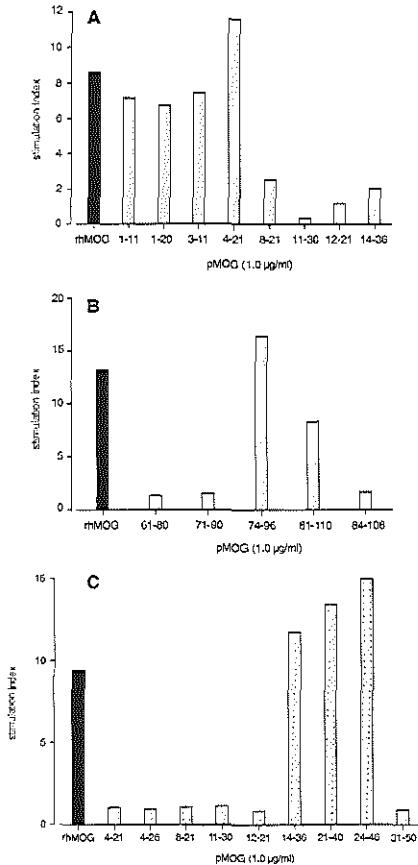 A
12
10
8
6
4
2
0
stimulation index
rhMOG 1-11 1-20 3-11 4-21 8-21 11-30 12-21 14-36
pMOG (1.0 µg/ml)
B
20
15
10
5
0
stimulation index
rhMOG 61-80 71-90 74-96 81-110 84-106
pMOG (1.0 µg/ml)
C
15
10
5
0
stimulation index
rhMOG 4-21 4-26 8-21 11-30 12-21 14-36 21-40 24-46 31-50
pMOG (1.0 µg/ml)